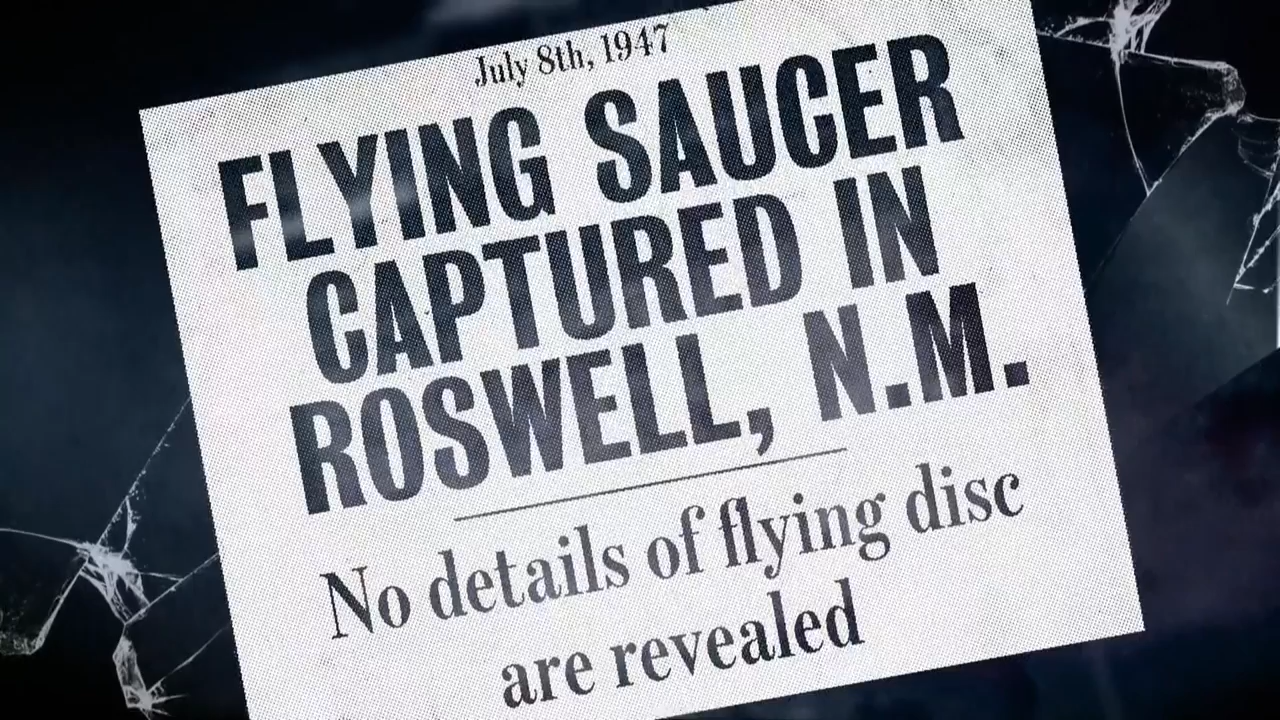 July 8th, 1947
FLYING SAUCER
CAPTURED IN
ROSWELL, N.M.
No details of flying disc
are revealed